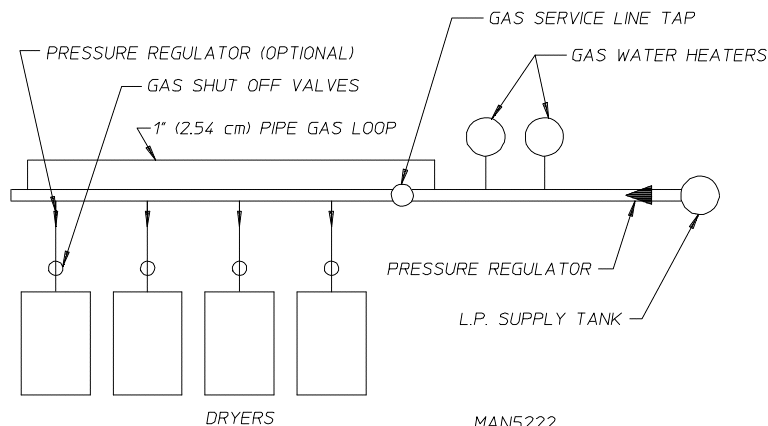 GAS SERVICE LINE TAP
PRESSURE REGULATOR (OPTIONAL)
GAS WATER HEATERS
GAS SHUT OFF VALVES
1" (2.54 cm) PIPE GAS LOOP
PRESSURE REGULATOR
L.P. SUPPLY TANK
DRYERS
MAN5222